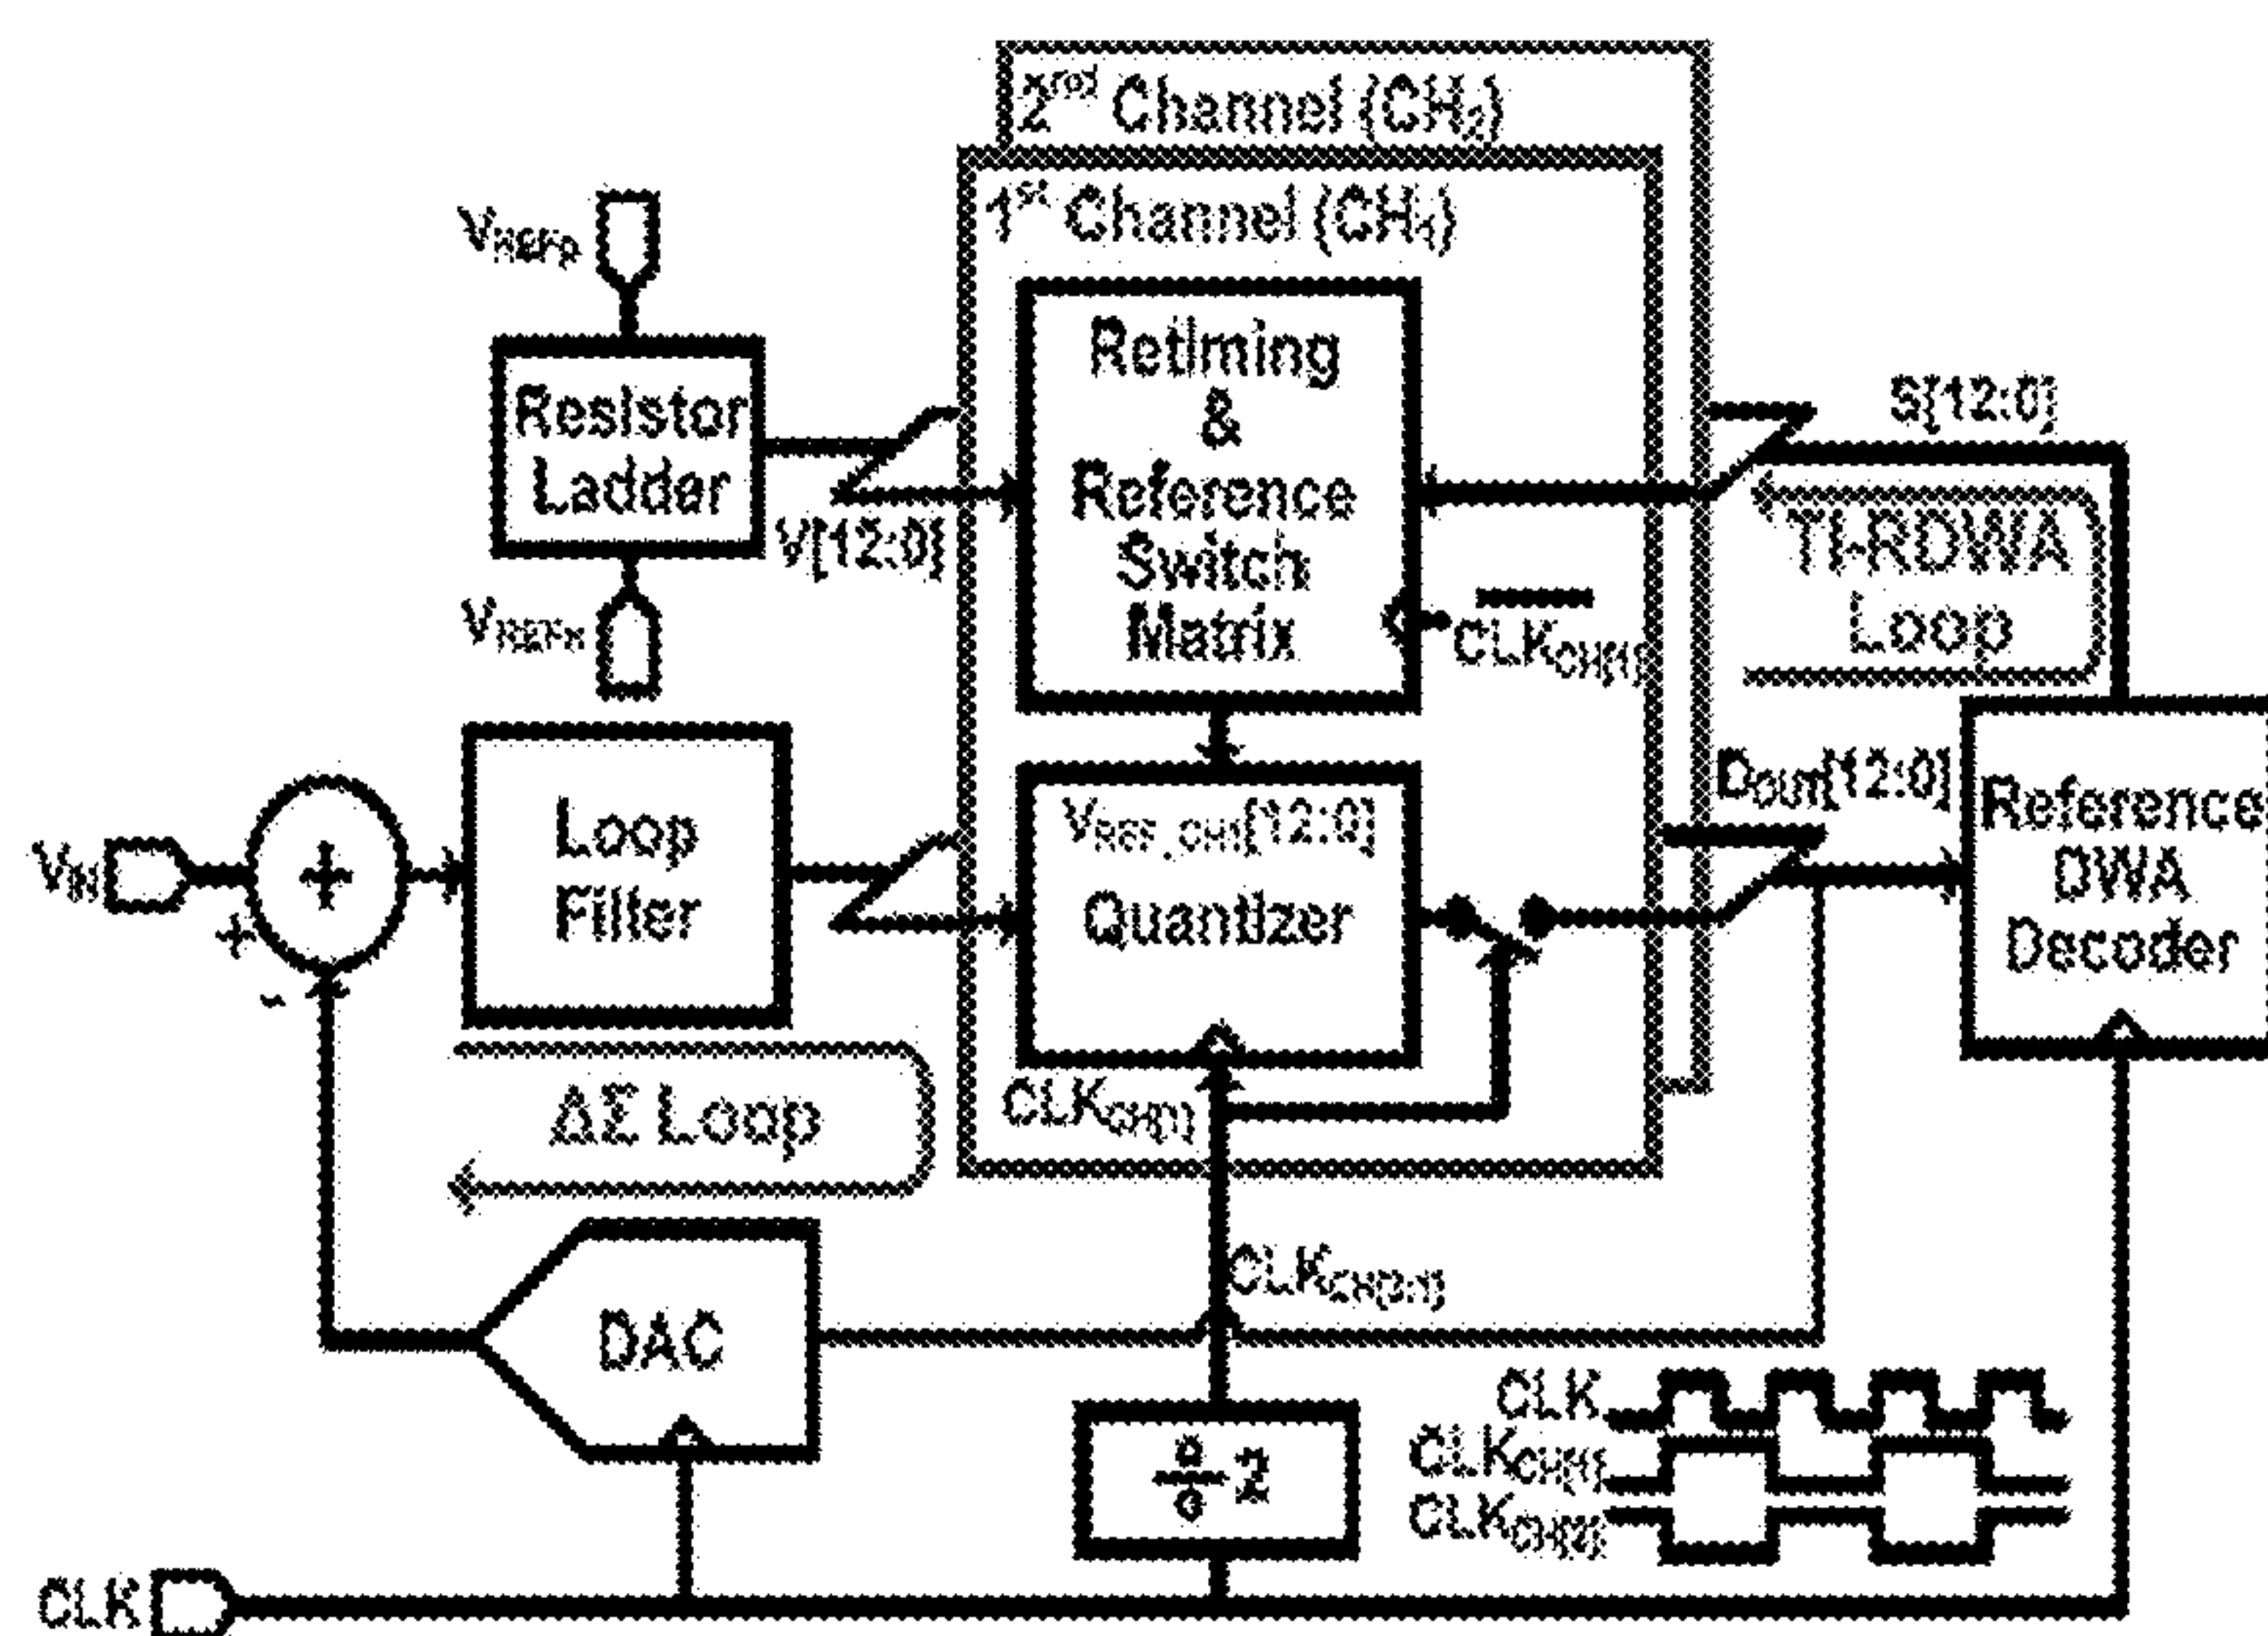 2nd Channel (CH2)
1st Channel (CH1)
VREFP
Resistor
Ladder
VREFN
V[12:0]
Retiming
&
Reference
Switch
Matrix
CLKCH[1]
S[12:0]
TI-RDWA
Loop
VIN
+
+
-
Loop
Filter
VREF_CH1[12:0]
Quantizer
CLKCH[1]
DOUT[12:0]
Reference
DWA
Decoder
ΔΣ Loop
DAC
CLKCH[2:1]
÷2
CLK
CLKCH[1]
CLKCH[2]
CLK